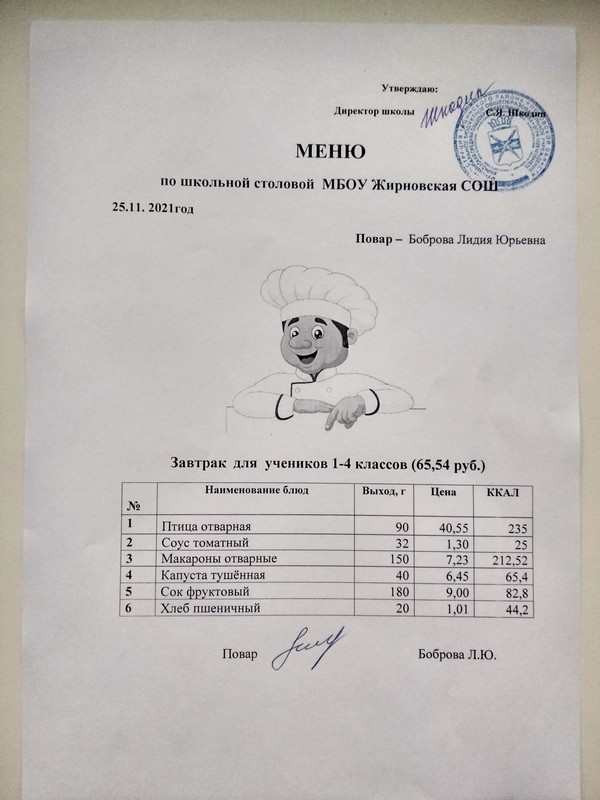 Утверждаю:
Директор школы Шкодин С.Я. Шкодин
МЕНЮ
по школьной столовой МБОУ Жирновская СОШ
25.11. 2021год
Повар – Боброва Лидия Юрьевна
Завтрак для учеников 1-4 классов (65,54 руб.)
№ Наименование блюд Выход, г Цена ККАЛ
1 Птица отварная 90 40,55 235
2 Соус томатный 32 1,30 25
3 Макароны отварные 150 7,23 212,52
4 Капуста тушённая 40 6,45 65,4
5 Сок фруктовый 180 9,00 82,8
6 Хлеб пшеничный 20 1,01 44,2
Повар Боброва Л.Ю.